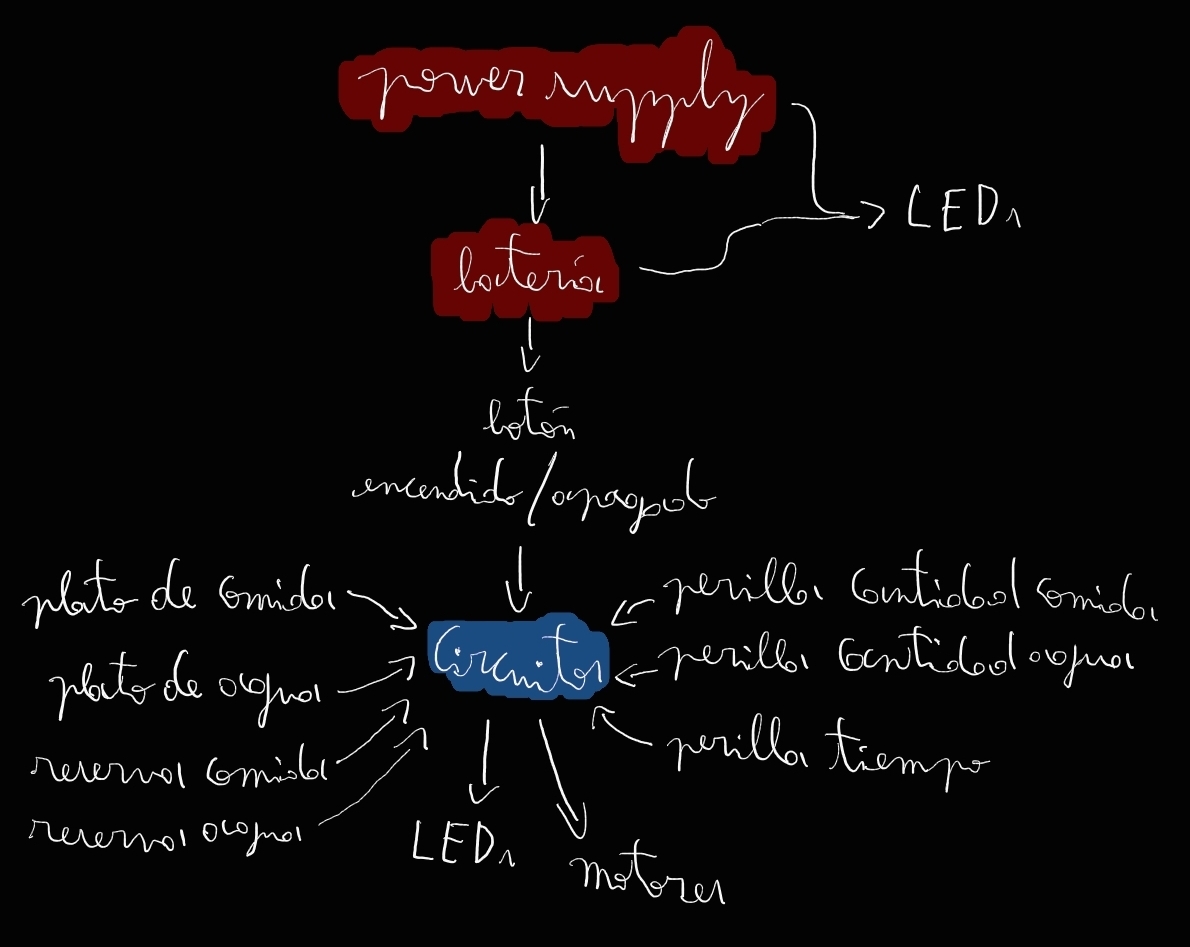 power supply
LEDs
batería
botón
encendido/apagado
plato de comida
perilla cantidad comida
circuitos
plato de agua
perilla cantidad agua
reserva comida
perilla tiempo
reserva agua
LEDs
motores